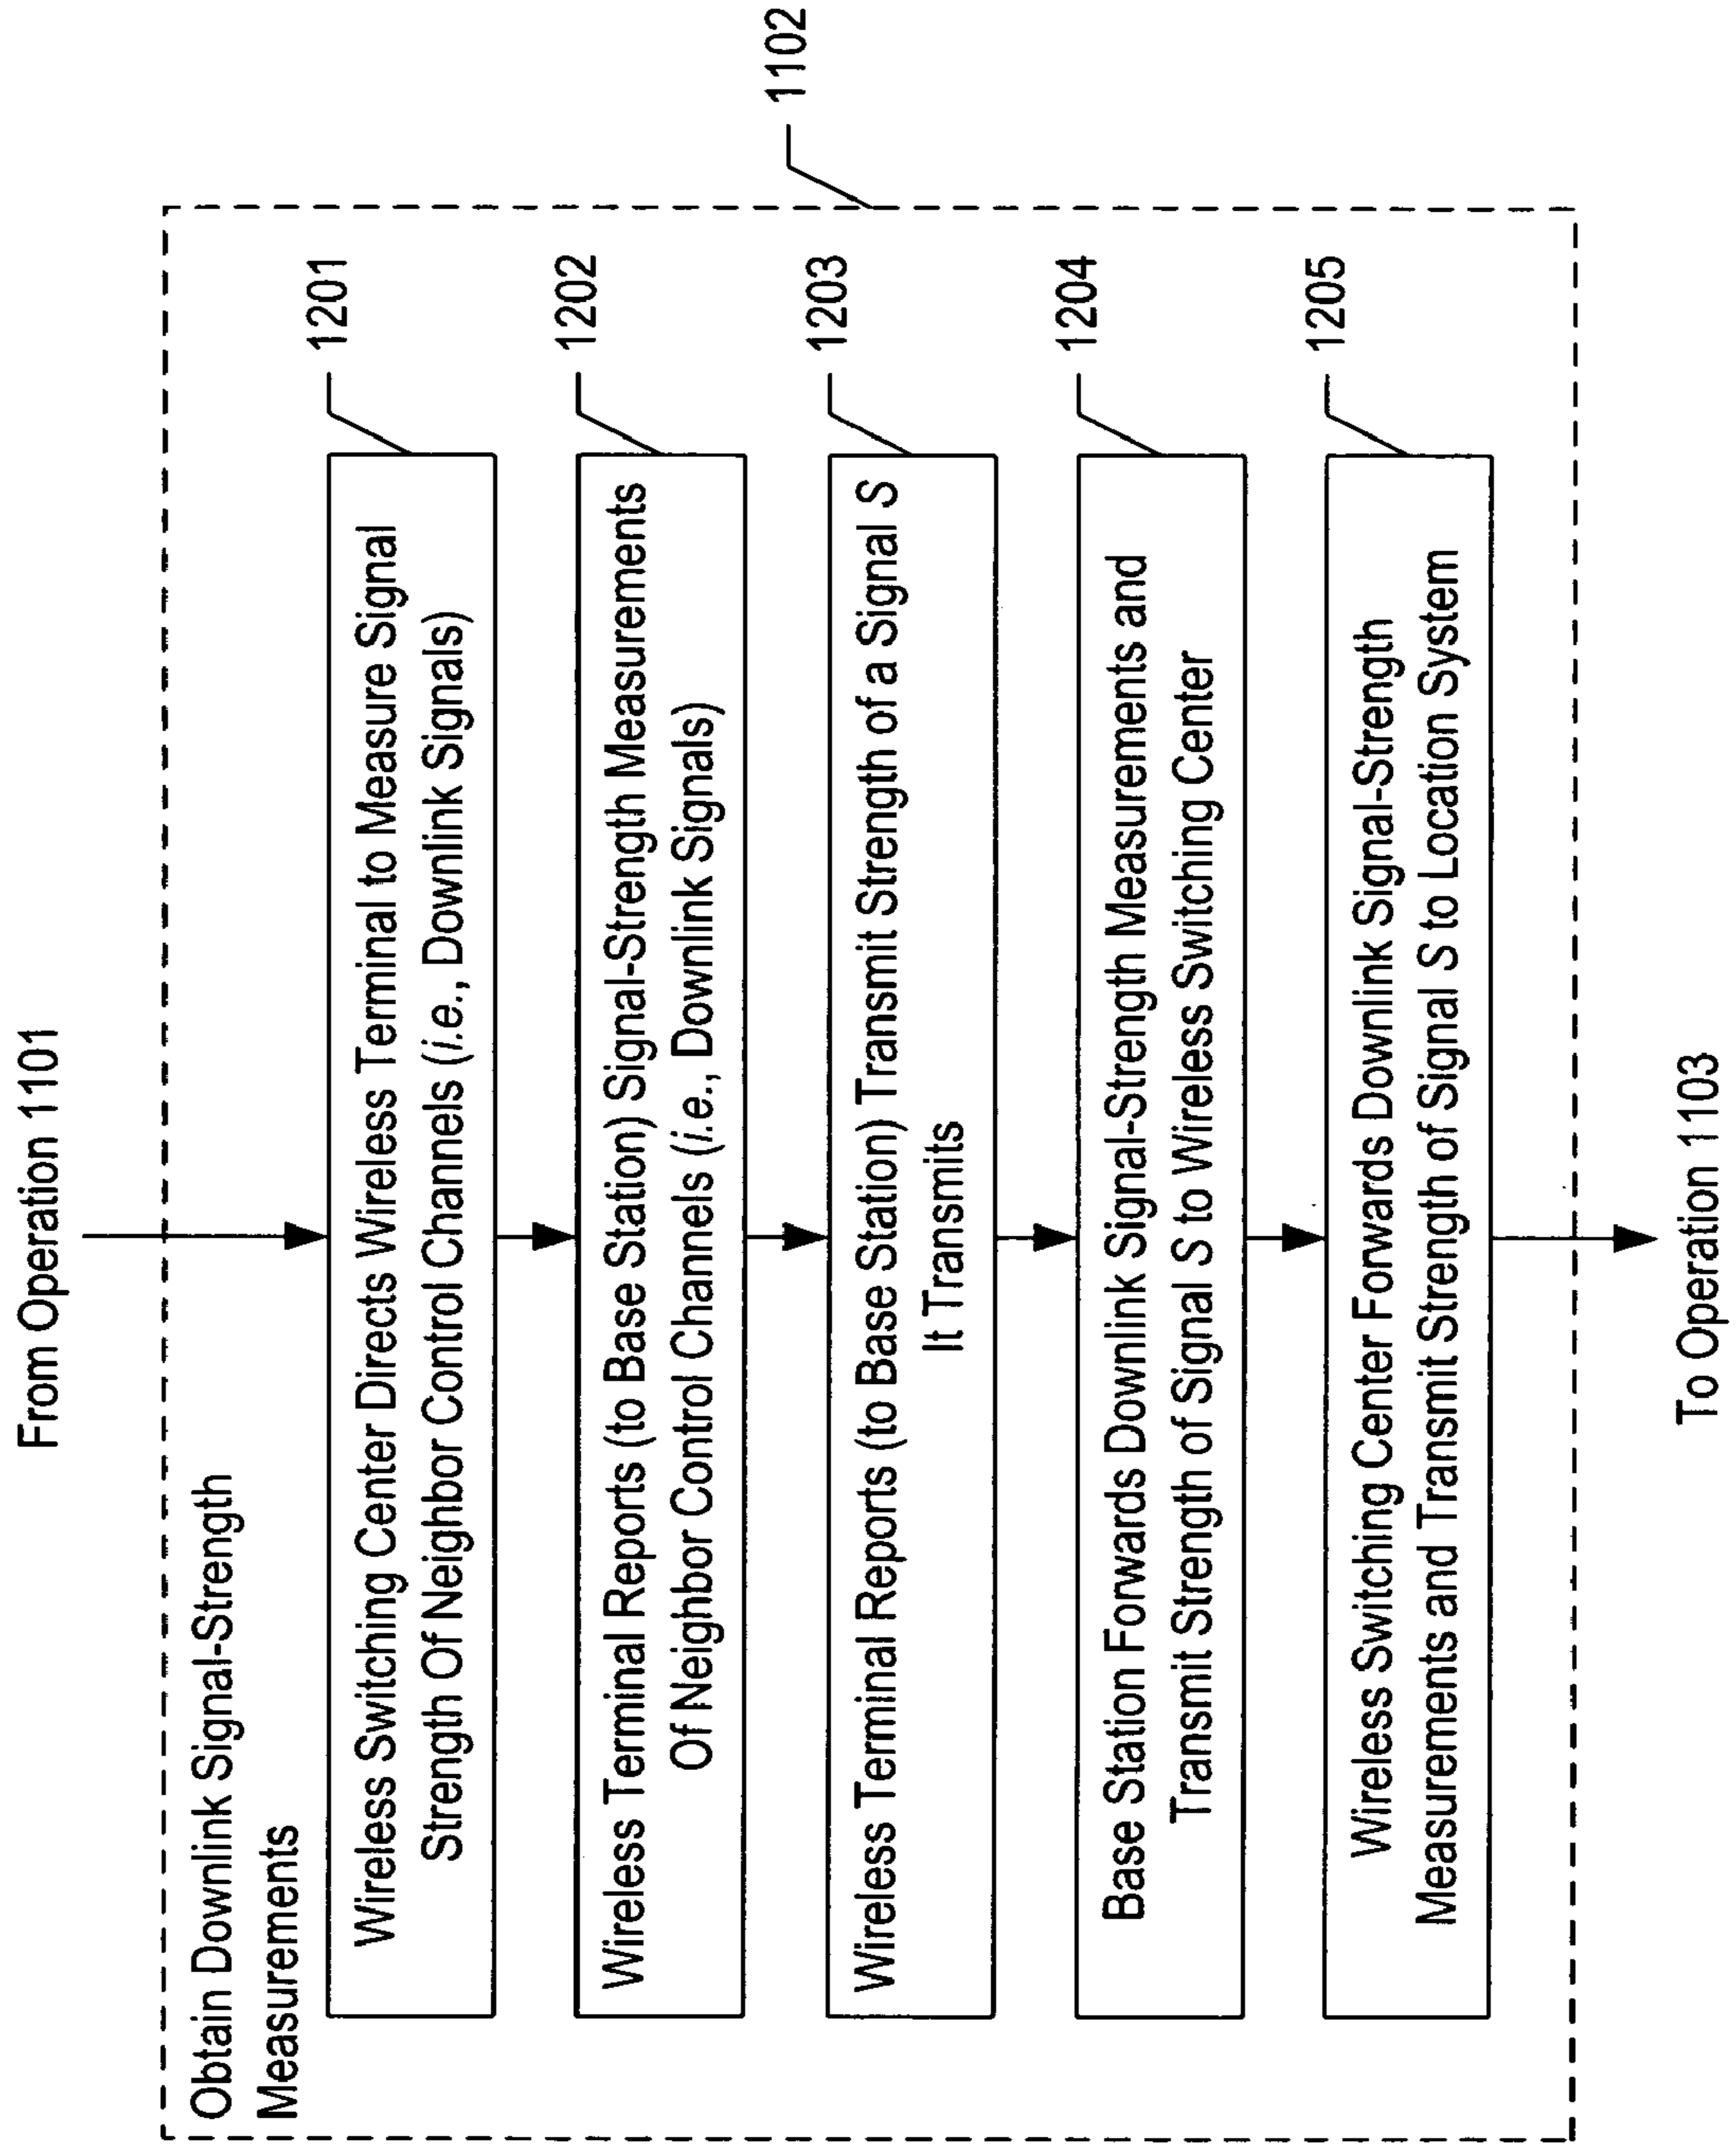 From Operation 1101
Obtain Downlink Signal-Strength
Measurements
1102
Wireless Switching Center Directs Wireless Terminal to Measure Signal
Strength Of Neighbor Control Channels (i.e., Downlink Signals)
1201
Wireless Terminal Reports (to Base Station) Signal-Strength Measurements
Of Neighbor Control Channels (i.e., Downlink Signals)
1202
Wireless Terminal Reports (to Base Station) Transmit Strength of a Signal S
It Transmits
1203
Base Station Forwards Downlink Signal-Strength Measurements and
Transmit Strength of Signal S to Wireless Switching Center
1204
Wireless Switching Center Forwards Downlink Signal-Strength
Measurements and Transmit Strength of Signal S to Location System
1205
To Operation 1103